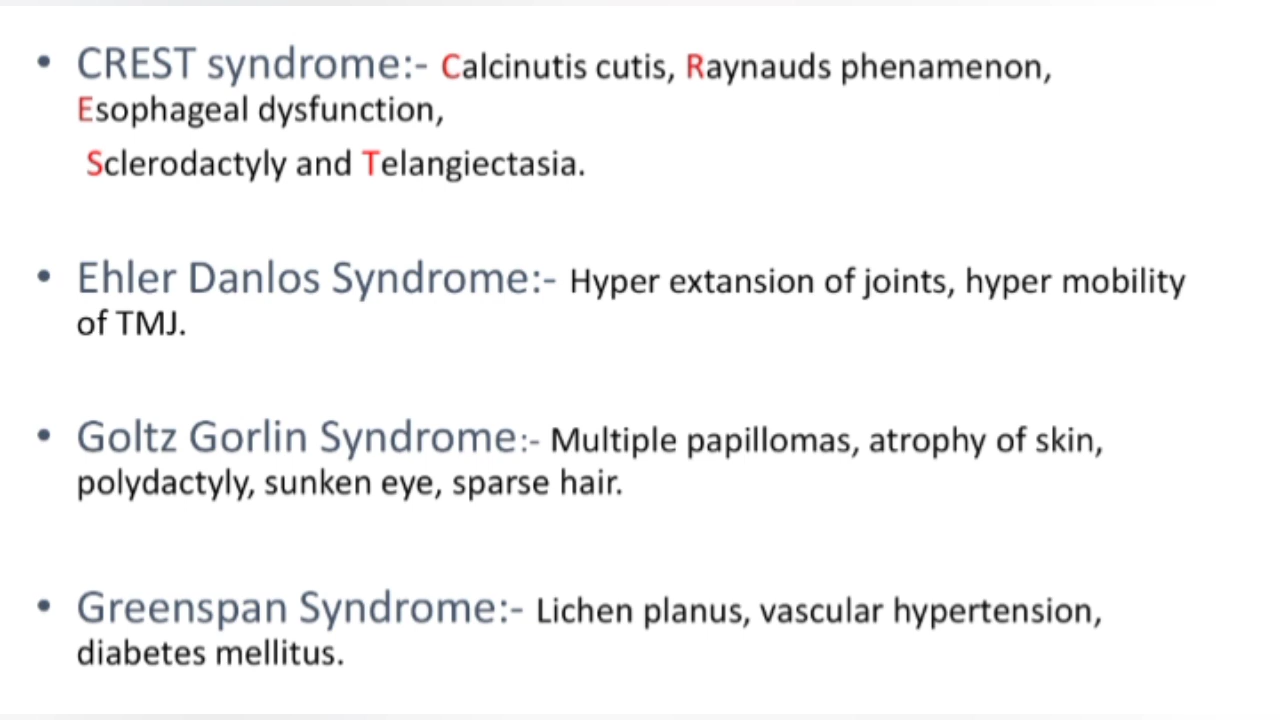 • CREST syndrome:- Calcinutis cutis, Raynauds phenamenon,
Esophageal dysfunction,
Sclerodactyly and Telangiectasia.
• Ehler Danlos Syndrome:- Hyper extansion of joints, hyper mobility
of TMJ.
• Goltz Gorlin Syndrome:- Multiple papillomas, atrophy of skin,
polydactyly, sunken eye, sparse hair.
• Greenspan Syndrome:- Lichen planus, vascular hypertension,
diabetes mellitus.